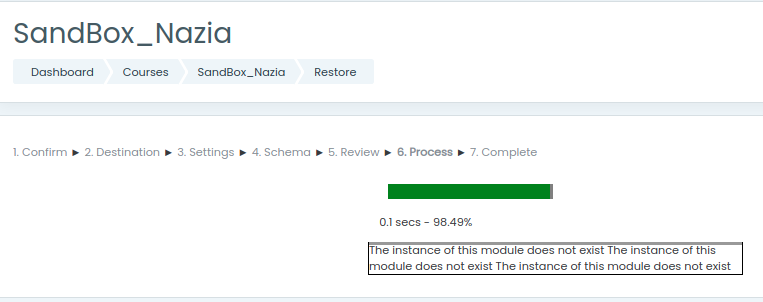 SandBox_Nazia
Dashboard Courses SandBox_Nazia Restore
1. Confirm ► 2. Destination ► 3. Settings ► 4. Schema ► 5. Review ► 6. Process ► 7. Complete
0.1 secs - 98.49%
The instance of this module does not exist The instance of this
module does not exist The instance of this module does not exist